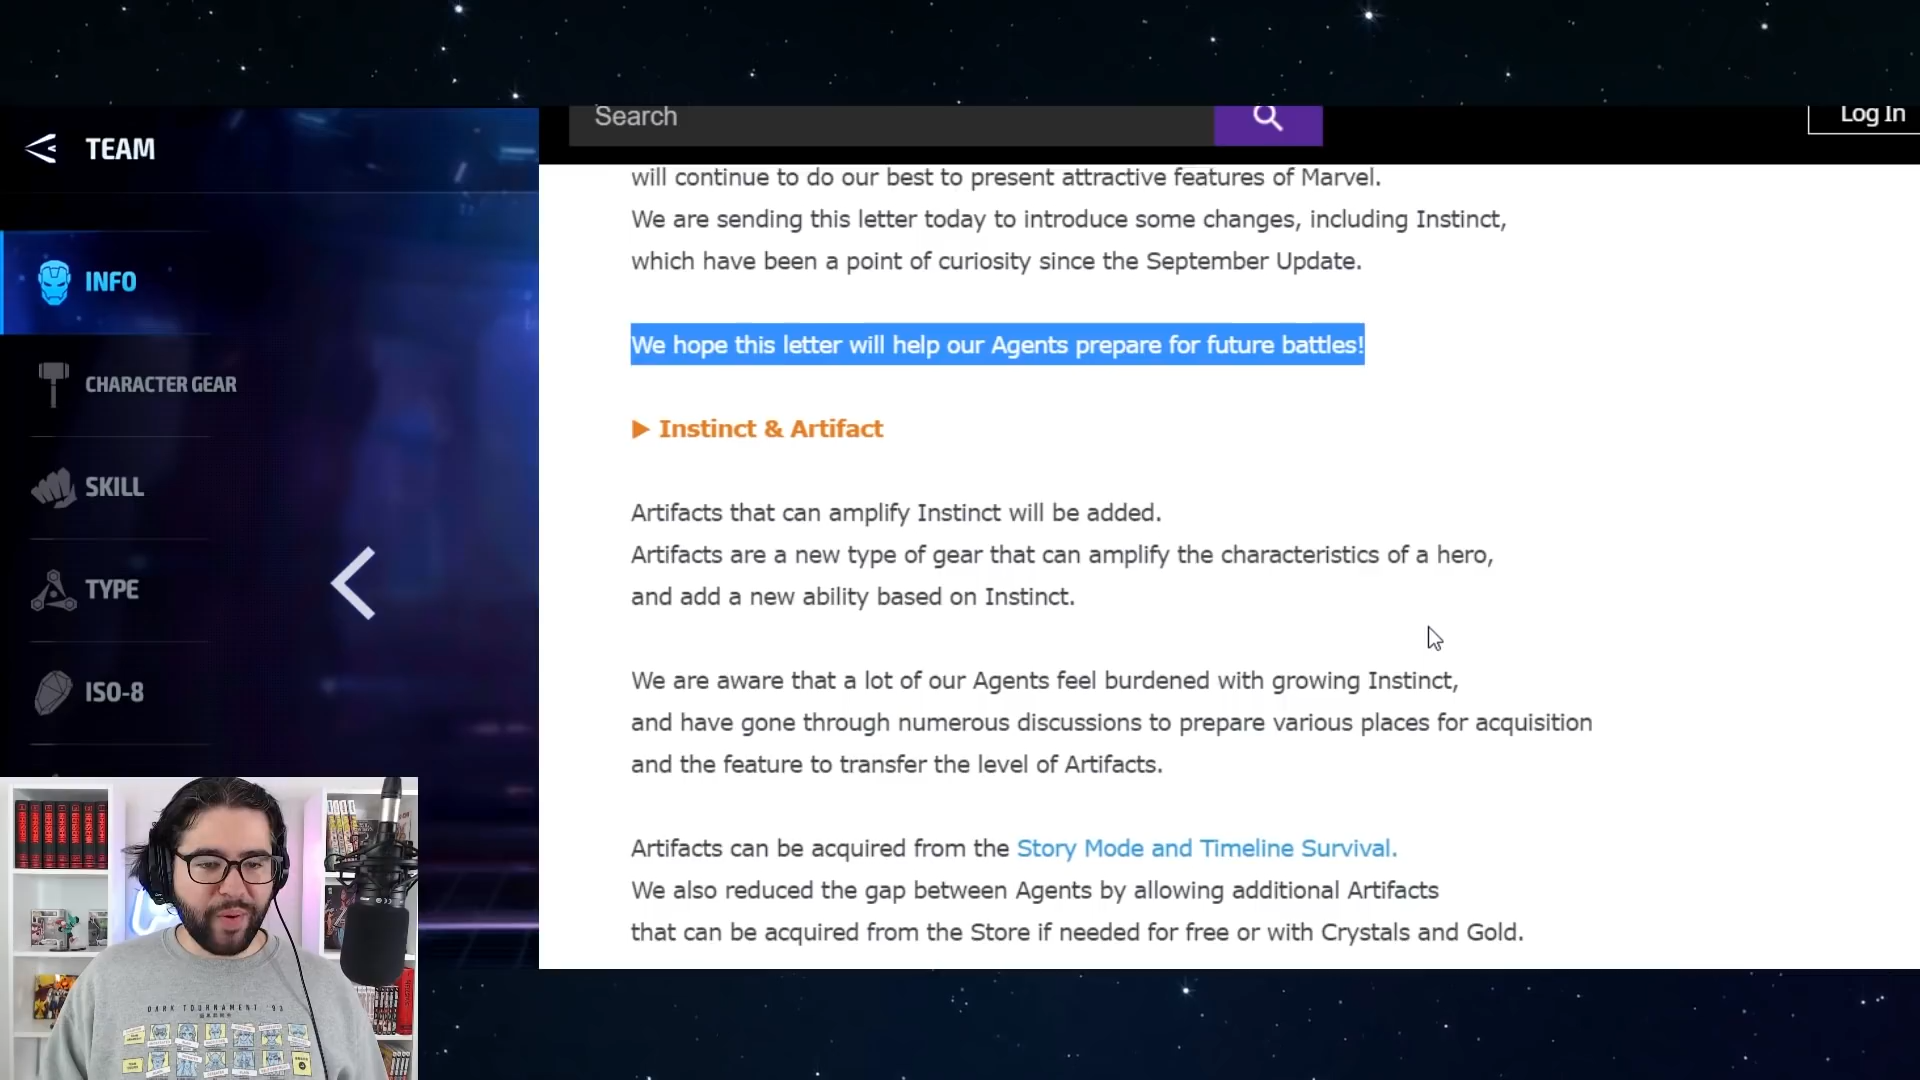 Search
Log In
TEAM
INFO
CHARACTER GEAR
SKILL
TYPE
ISO-8
will continue to do our best to present attractive features of Marvel.
We are sending this letter today to introduce some changes, including Instinct,
which have been a point of curiosity since the September Update.
We hope this letter will help our Agents prepare for future battles!
▶ Instinct & Artifact
Artifacts that can amplify Instinct will be added.
Artifacts are a new type of gear that can amplify the characteristics of a hero,
and add a new ability based on Instinct.
We are aware that a lot of our Agents feel burdened with growing Instinct,
and have gone through numerous discussions to prepare various places for acquisition
and the feature to transfer the level of Artifacts.
Artifacts can be acquired from the Story Mode and Timeline Survival.
We also reduced the gap between Agents by allowing additional Artifacts
that can be acquired from the Store if needed for free or with Crystals and Gold.
DARK TOURNAMENT '93